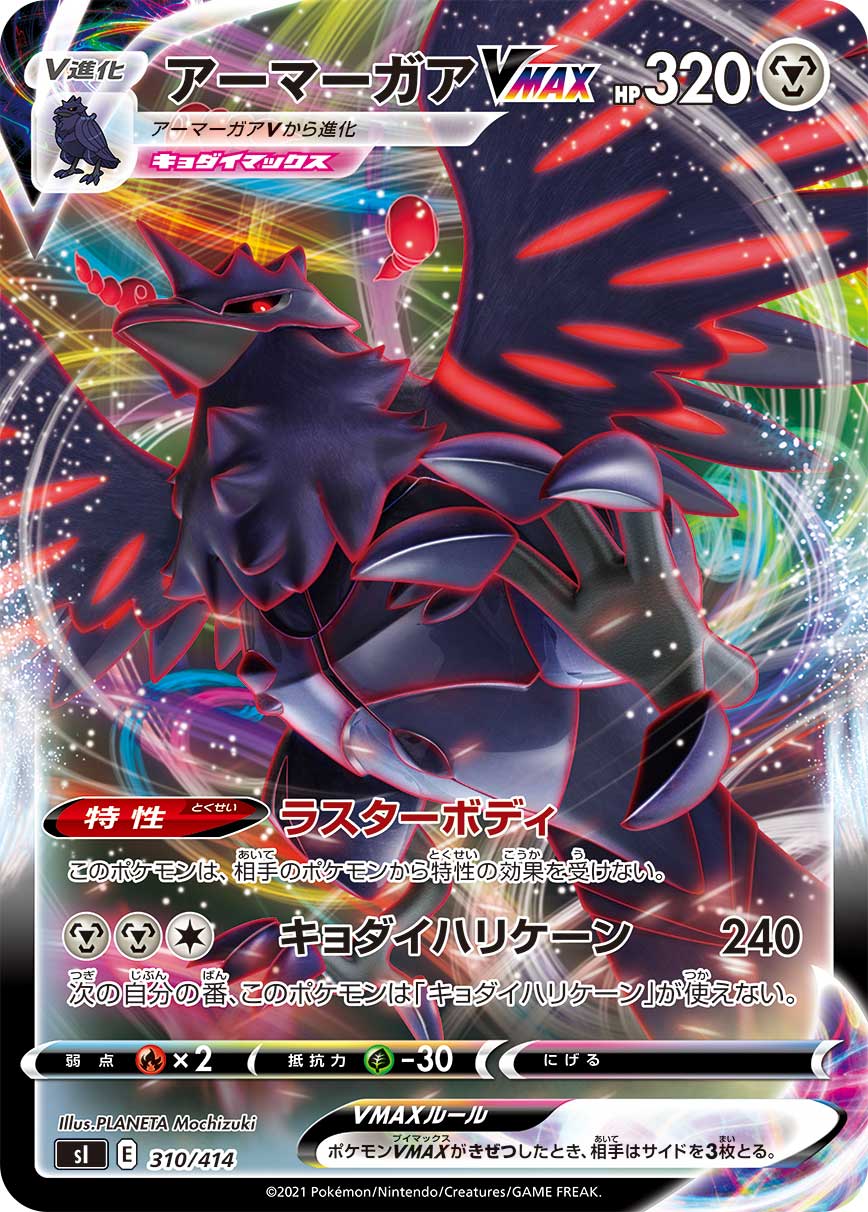 V進化
アーマーガアVMAX HP320
アーマーガアVから進化
キョダイマックス
特性 とくせい ラスターボディ
このポケモンは、相手のポケモンから特性の効果を受けない。
キョダイハリケーン 240
次の自分の番、このポケモンは「キョダイハリケーン」が使えない。
弱点 ×2 抵抗力 -30 にげる
Illus.PLANETA Mochizuki
VMAXルール
ポケモンVMAXがきぜつしたとき、相手はサイドを3枚とる。
sI E 310/414
©2021 Pokémon/Nintendo/Creatures/GAME FREAK.